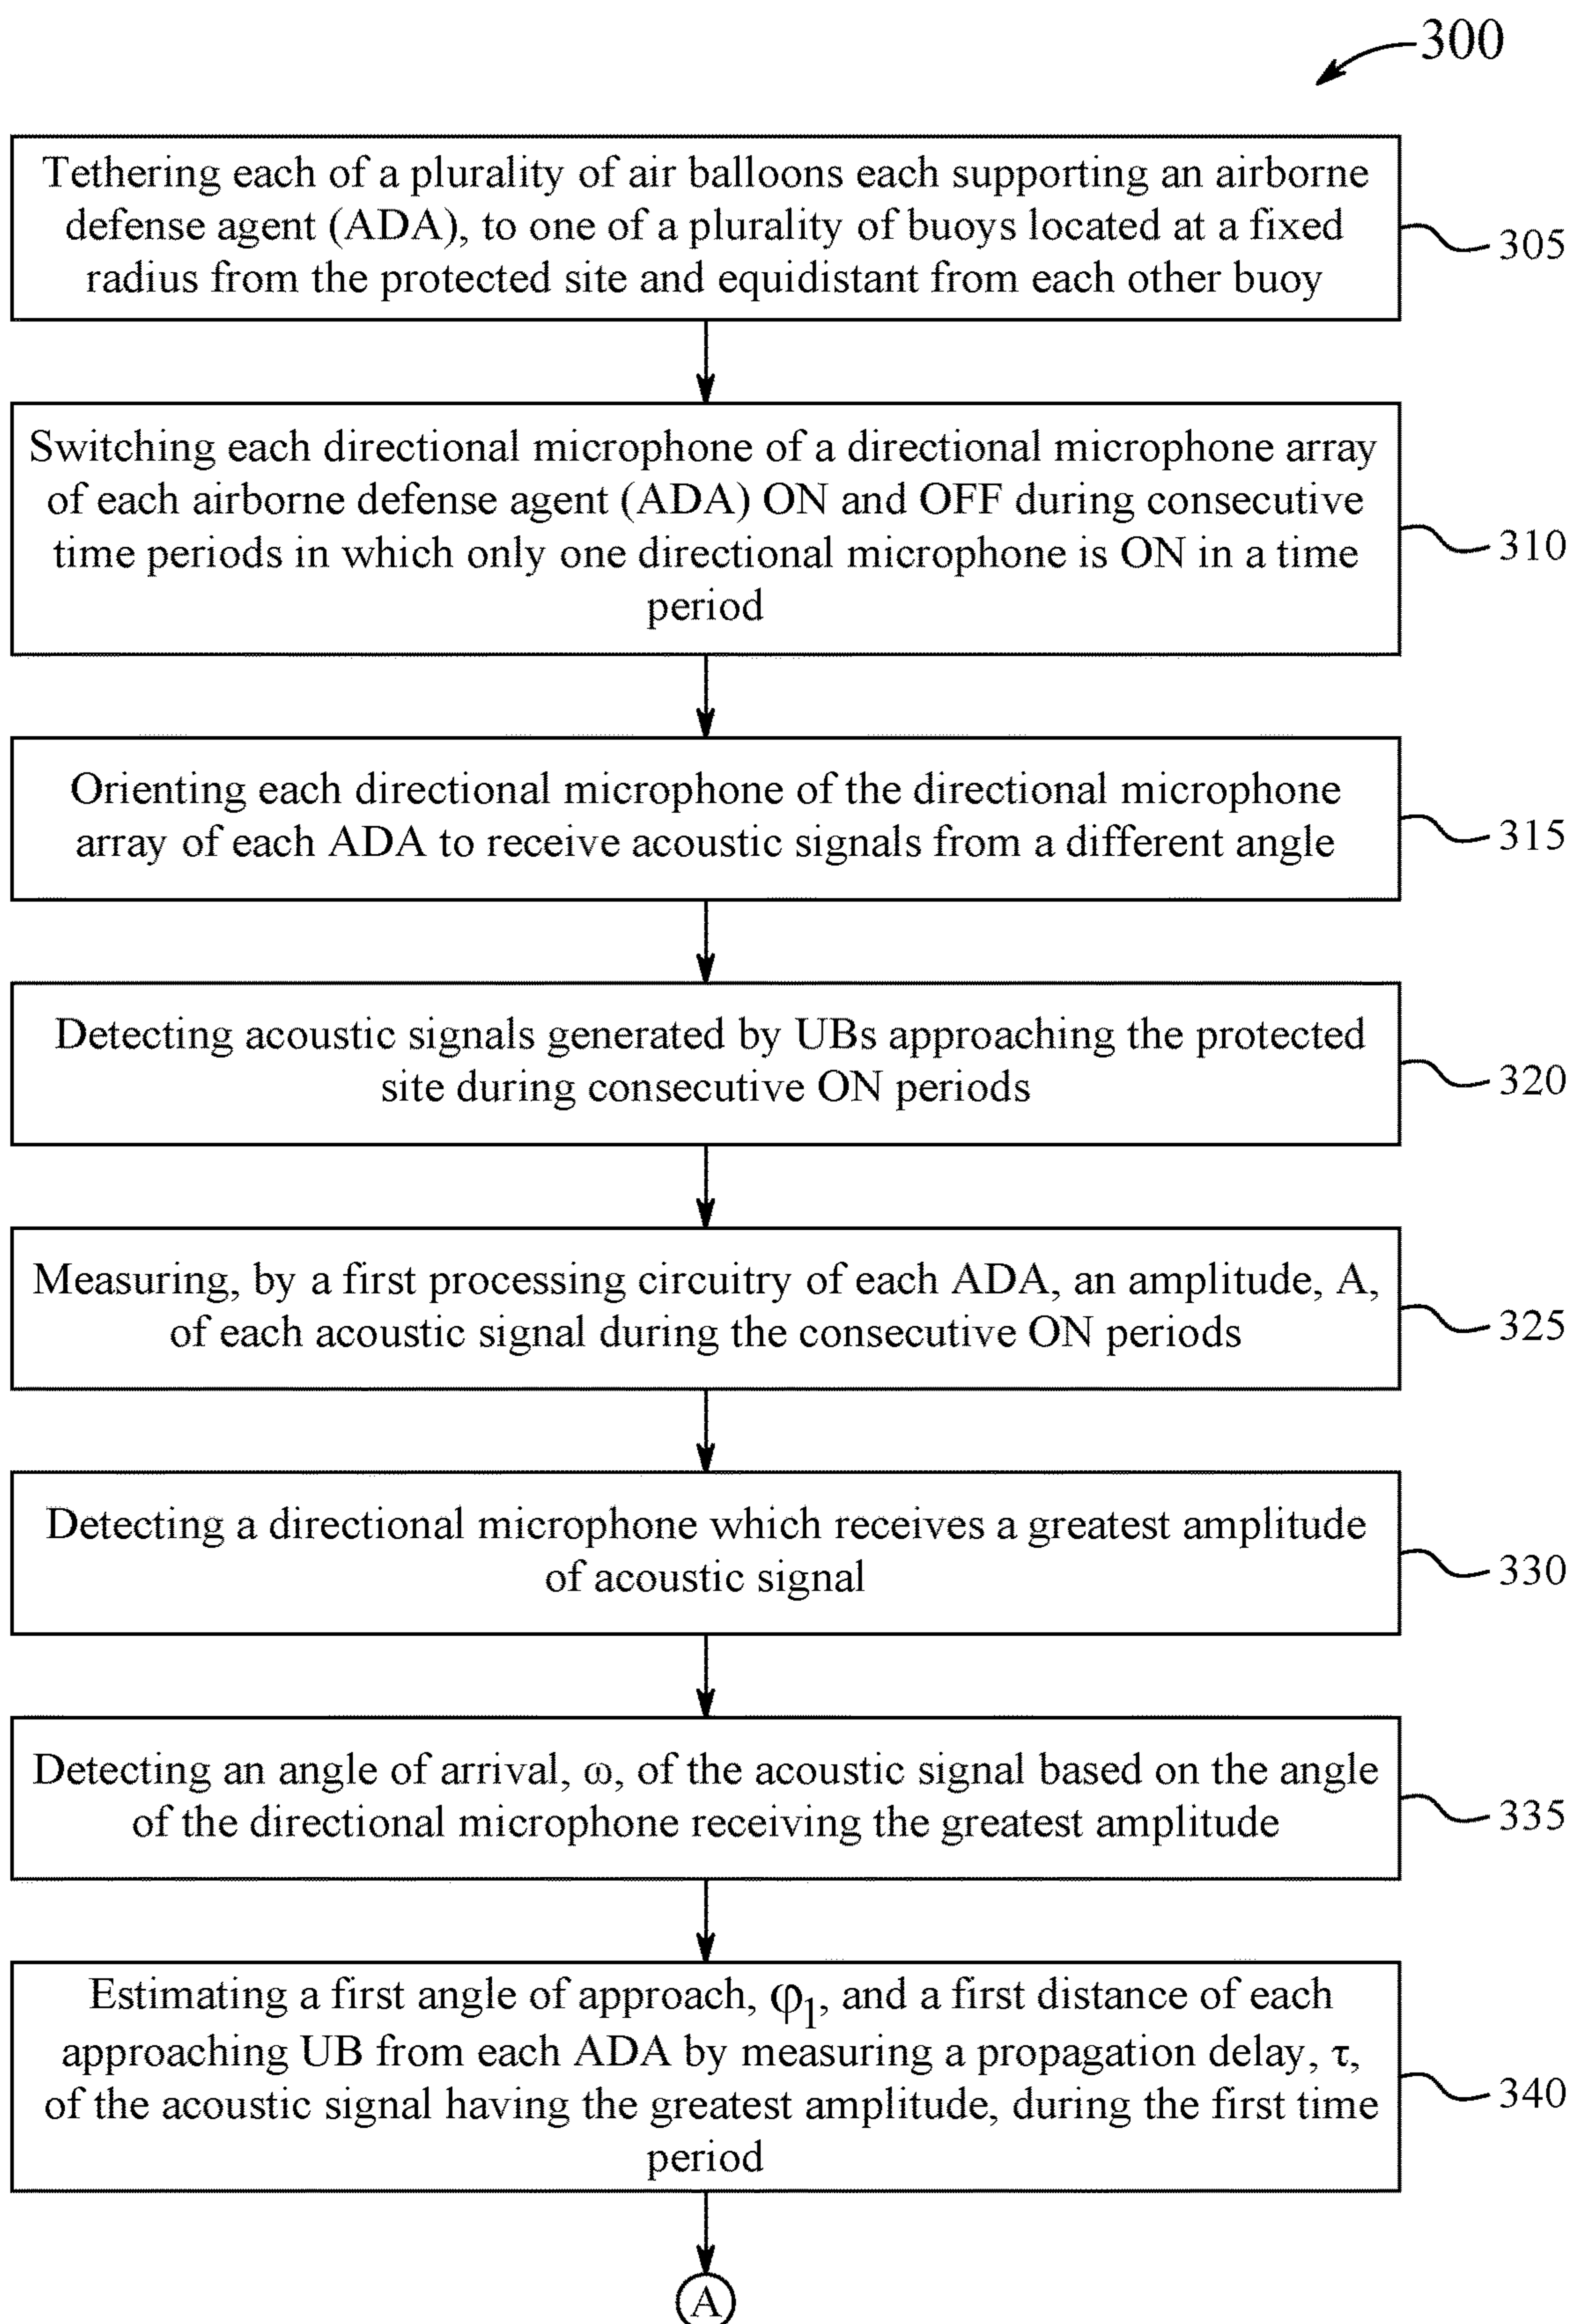 300
Tethering each of a plurality of air balloons each supporting an airborne
defense agent (ADA), to one of a plurality of buoys located at a fixed
radius from the protected site and equidistant from each other buoy
305
Switching each directional microphone of a directional microphone array
of each airborne defense agent (ADA) ON and OFF during consecutive
time periods in which only one directional microphone is ON in a time
period
310
Orienting each directional microphone of the directional microphone
array of each ADA to receive acoustic signals from a different angle
315
Detecting acoustic signals generated by UBs approaching the protected
site during consecutive ON periods
320
Measuring, by a first processing circuitry of each ADA, an amplitude, A,
of each acoustic signal during the consecutive ON periods
325
Detecting a directional microphone which receives a greatest amplitude
of acoustic signal
330
Detecting an angle of arrival, ω, of the acoustic signal based on the angle
of the directional microphone receiving the greatest amplitude
335
Estimating a first angle of approach, φ₁, and a first distance of each
approaching UB from each ADA by measuring a propagation delay, τ,
of the acoustic signal having the greatest amplitude, during the first time
period
340
A